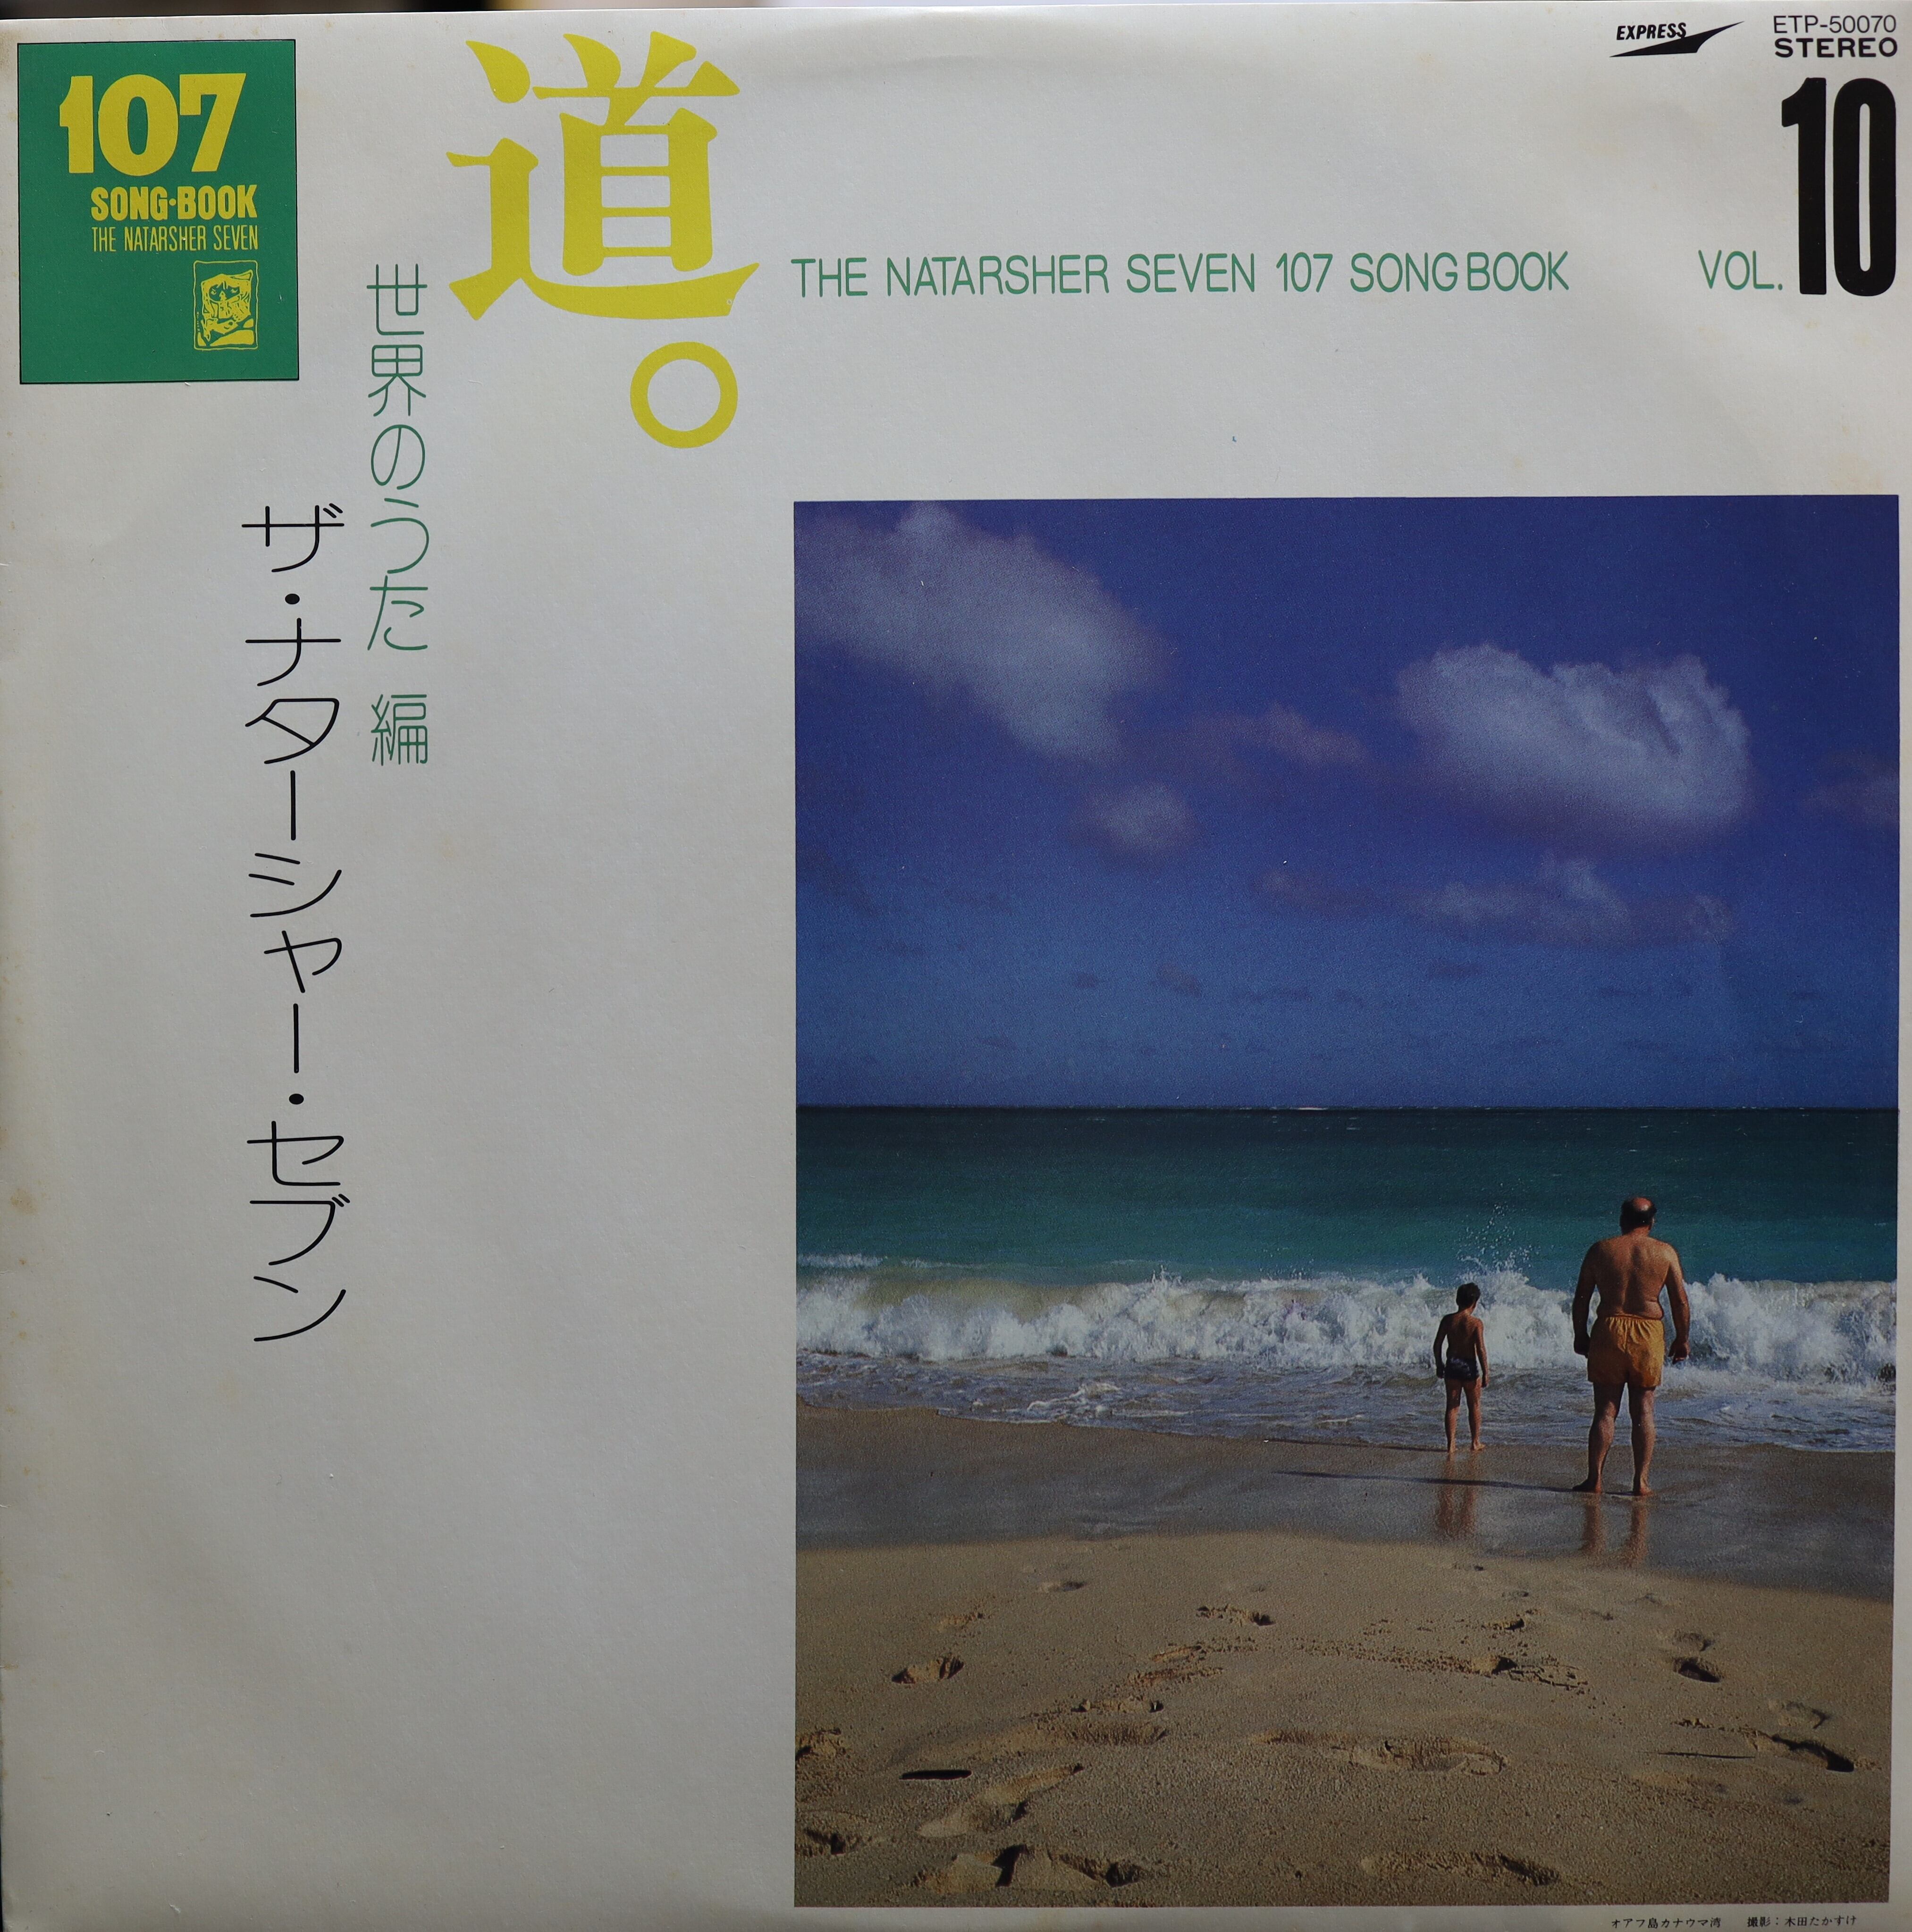 107
SONG·BOOK
THE NATARSHER SEVEN
道。
世界のうた 編
ザ・ナターシャー・セブン
THE NATARSHER SEVEN 107 SONG BOOK
VOL. 10
EXPRESS
ETP-50070
STEREO
オアフ島カナウマ湾 撮影:木田たかすけ